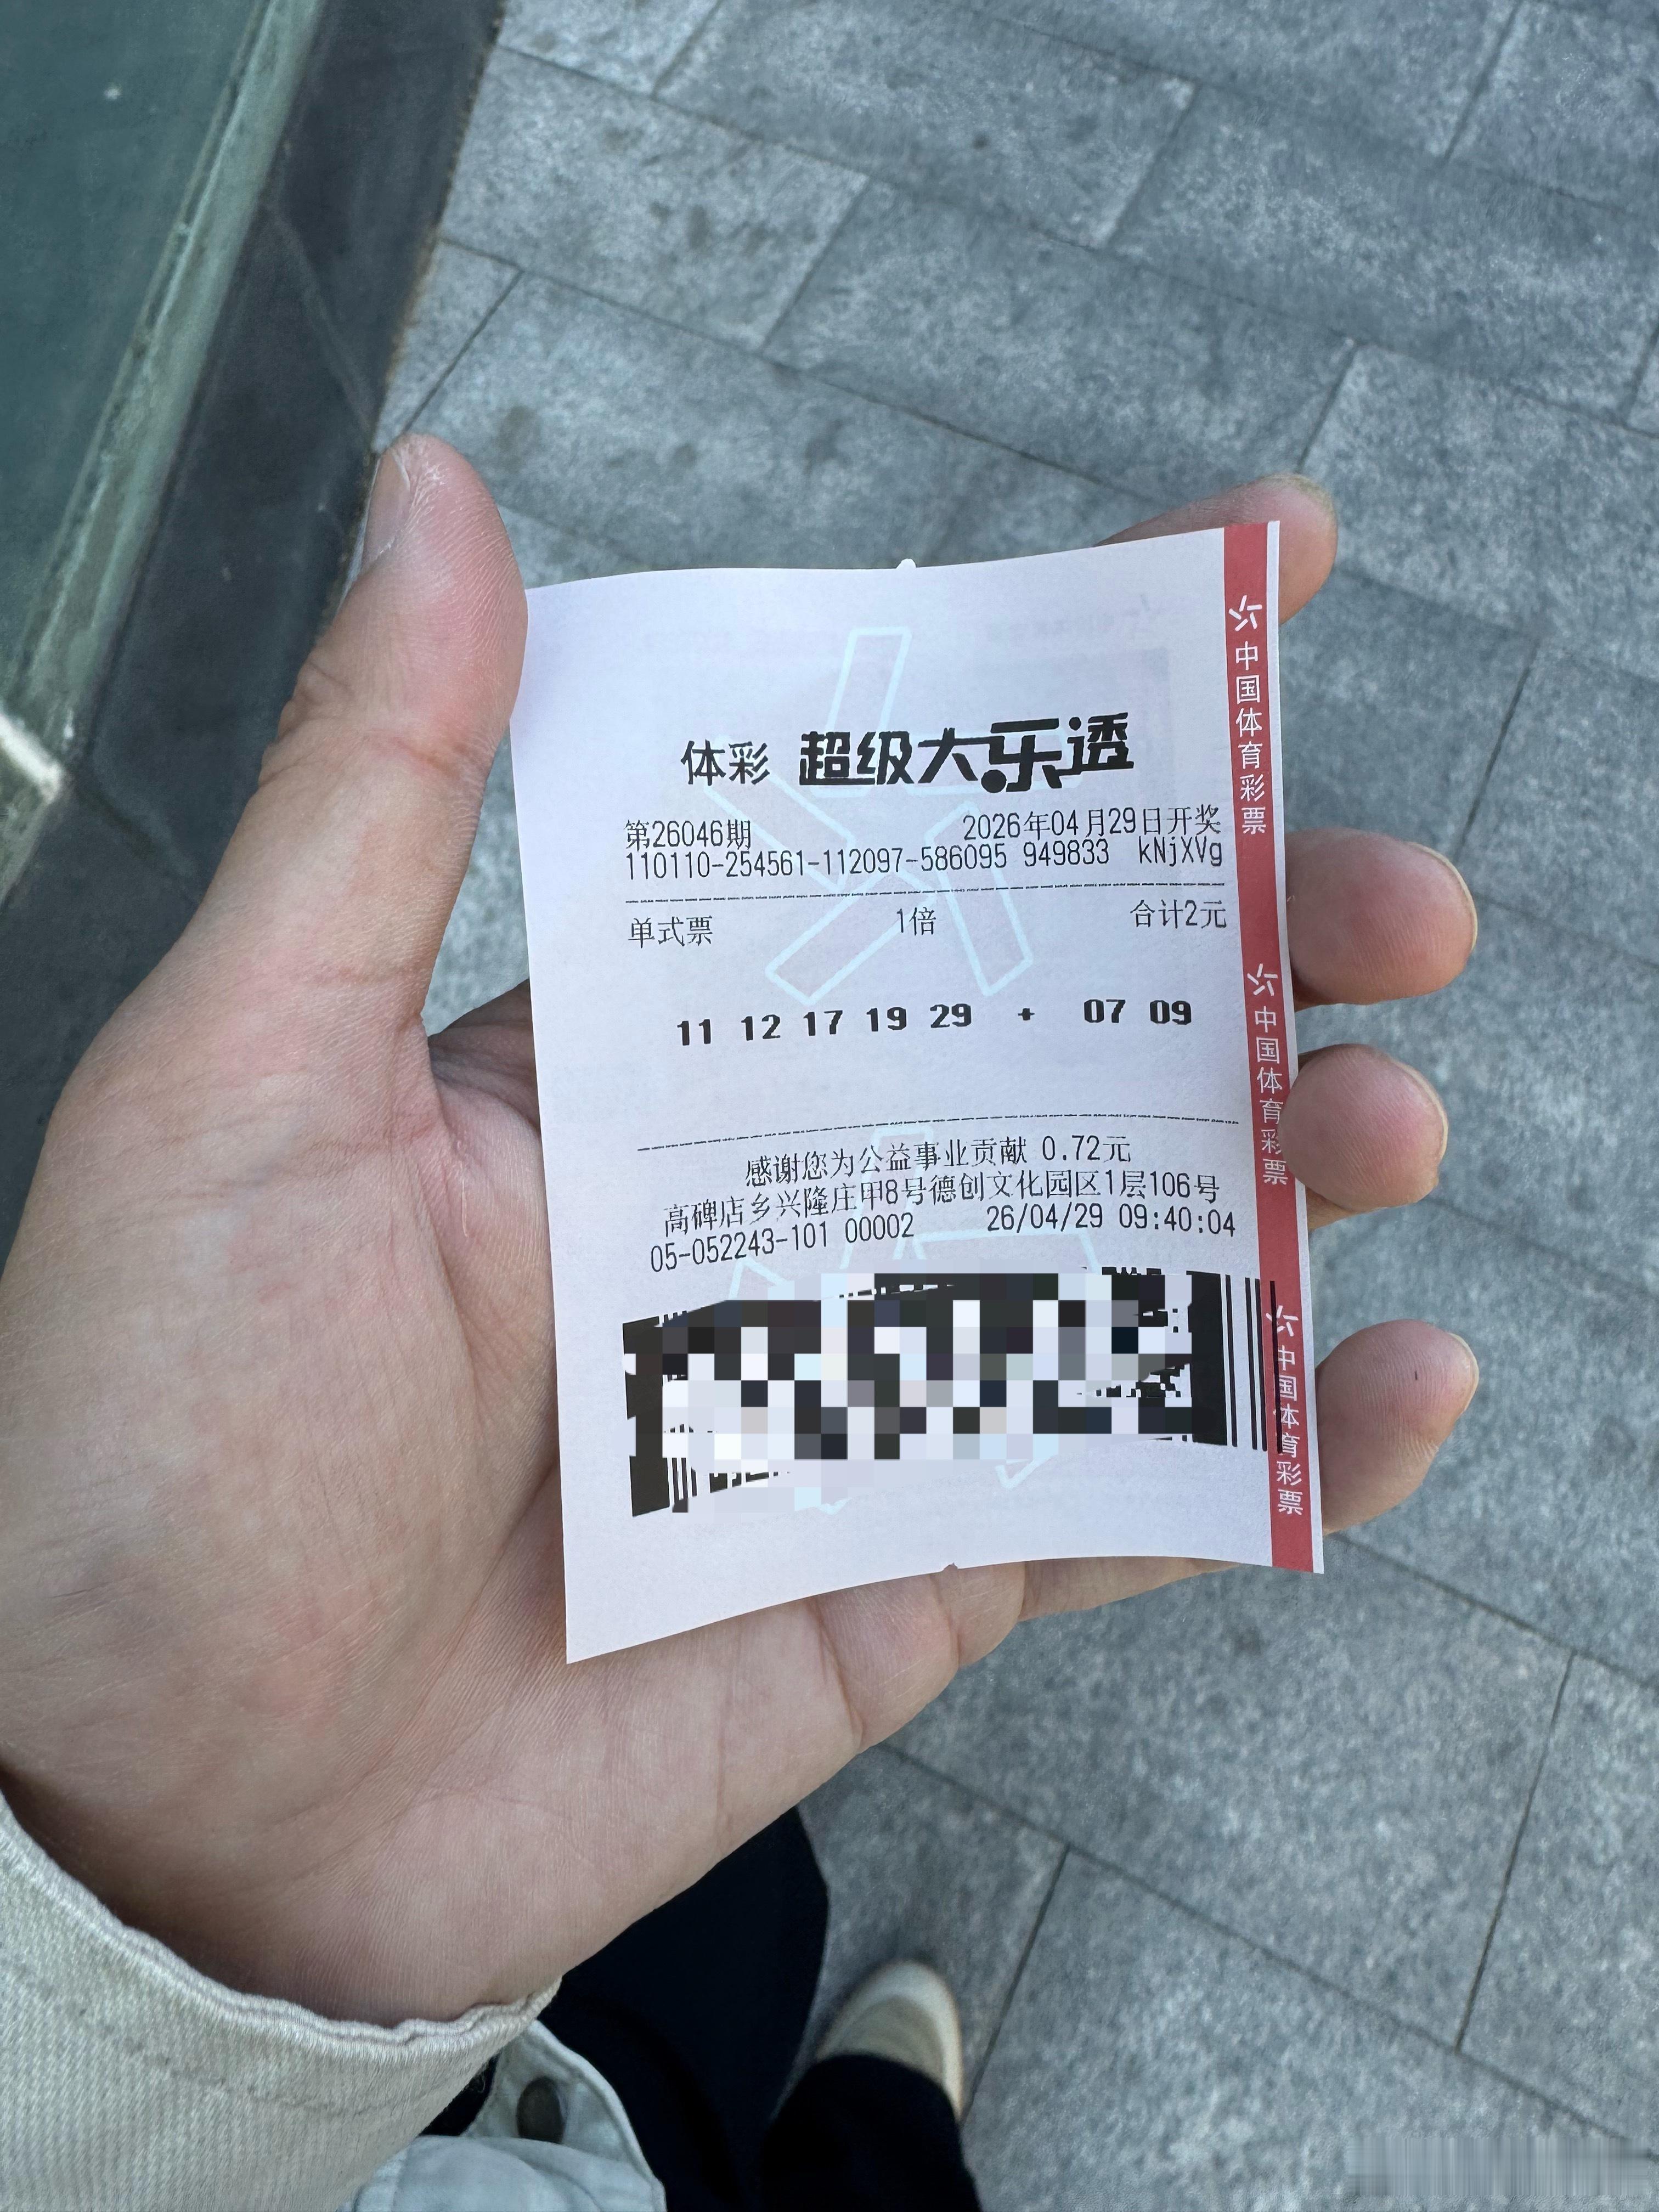 体彩 超级大乐透
第26046期 2026年04月29日开奖
110110-254561-112097-586095 949833 kNjXVg
单式票 1倍 合计2元
11 12 17 19 29 + 07 09
感谢您为公益事业贡献 0.72元
高碑店乡兴隆庄甲8号德创文化园区1层106号
05-052243-101 00002 26/04/29 09:40:04
中国体育彩票
中国体育彩票
中国体育彩票